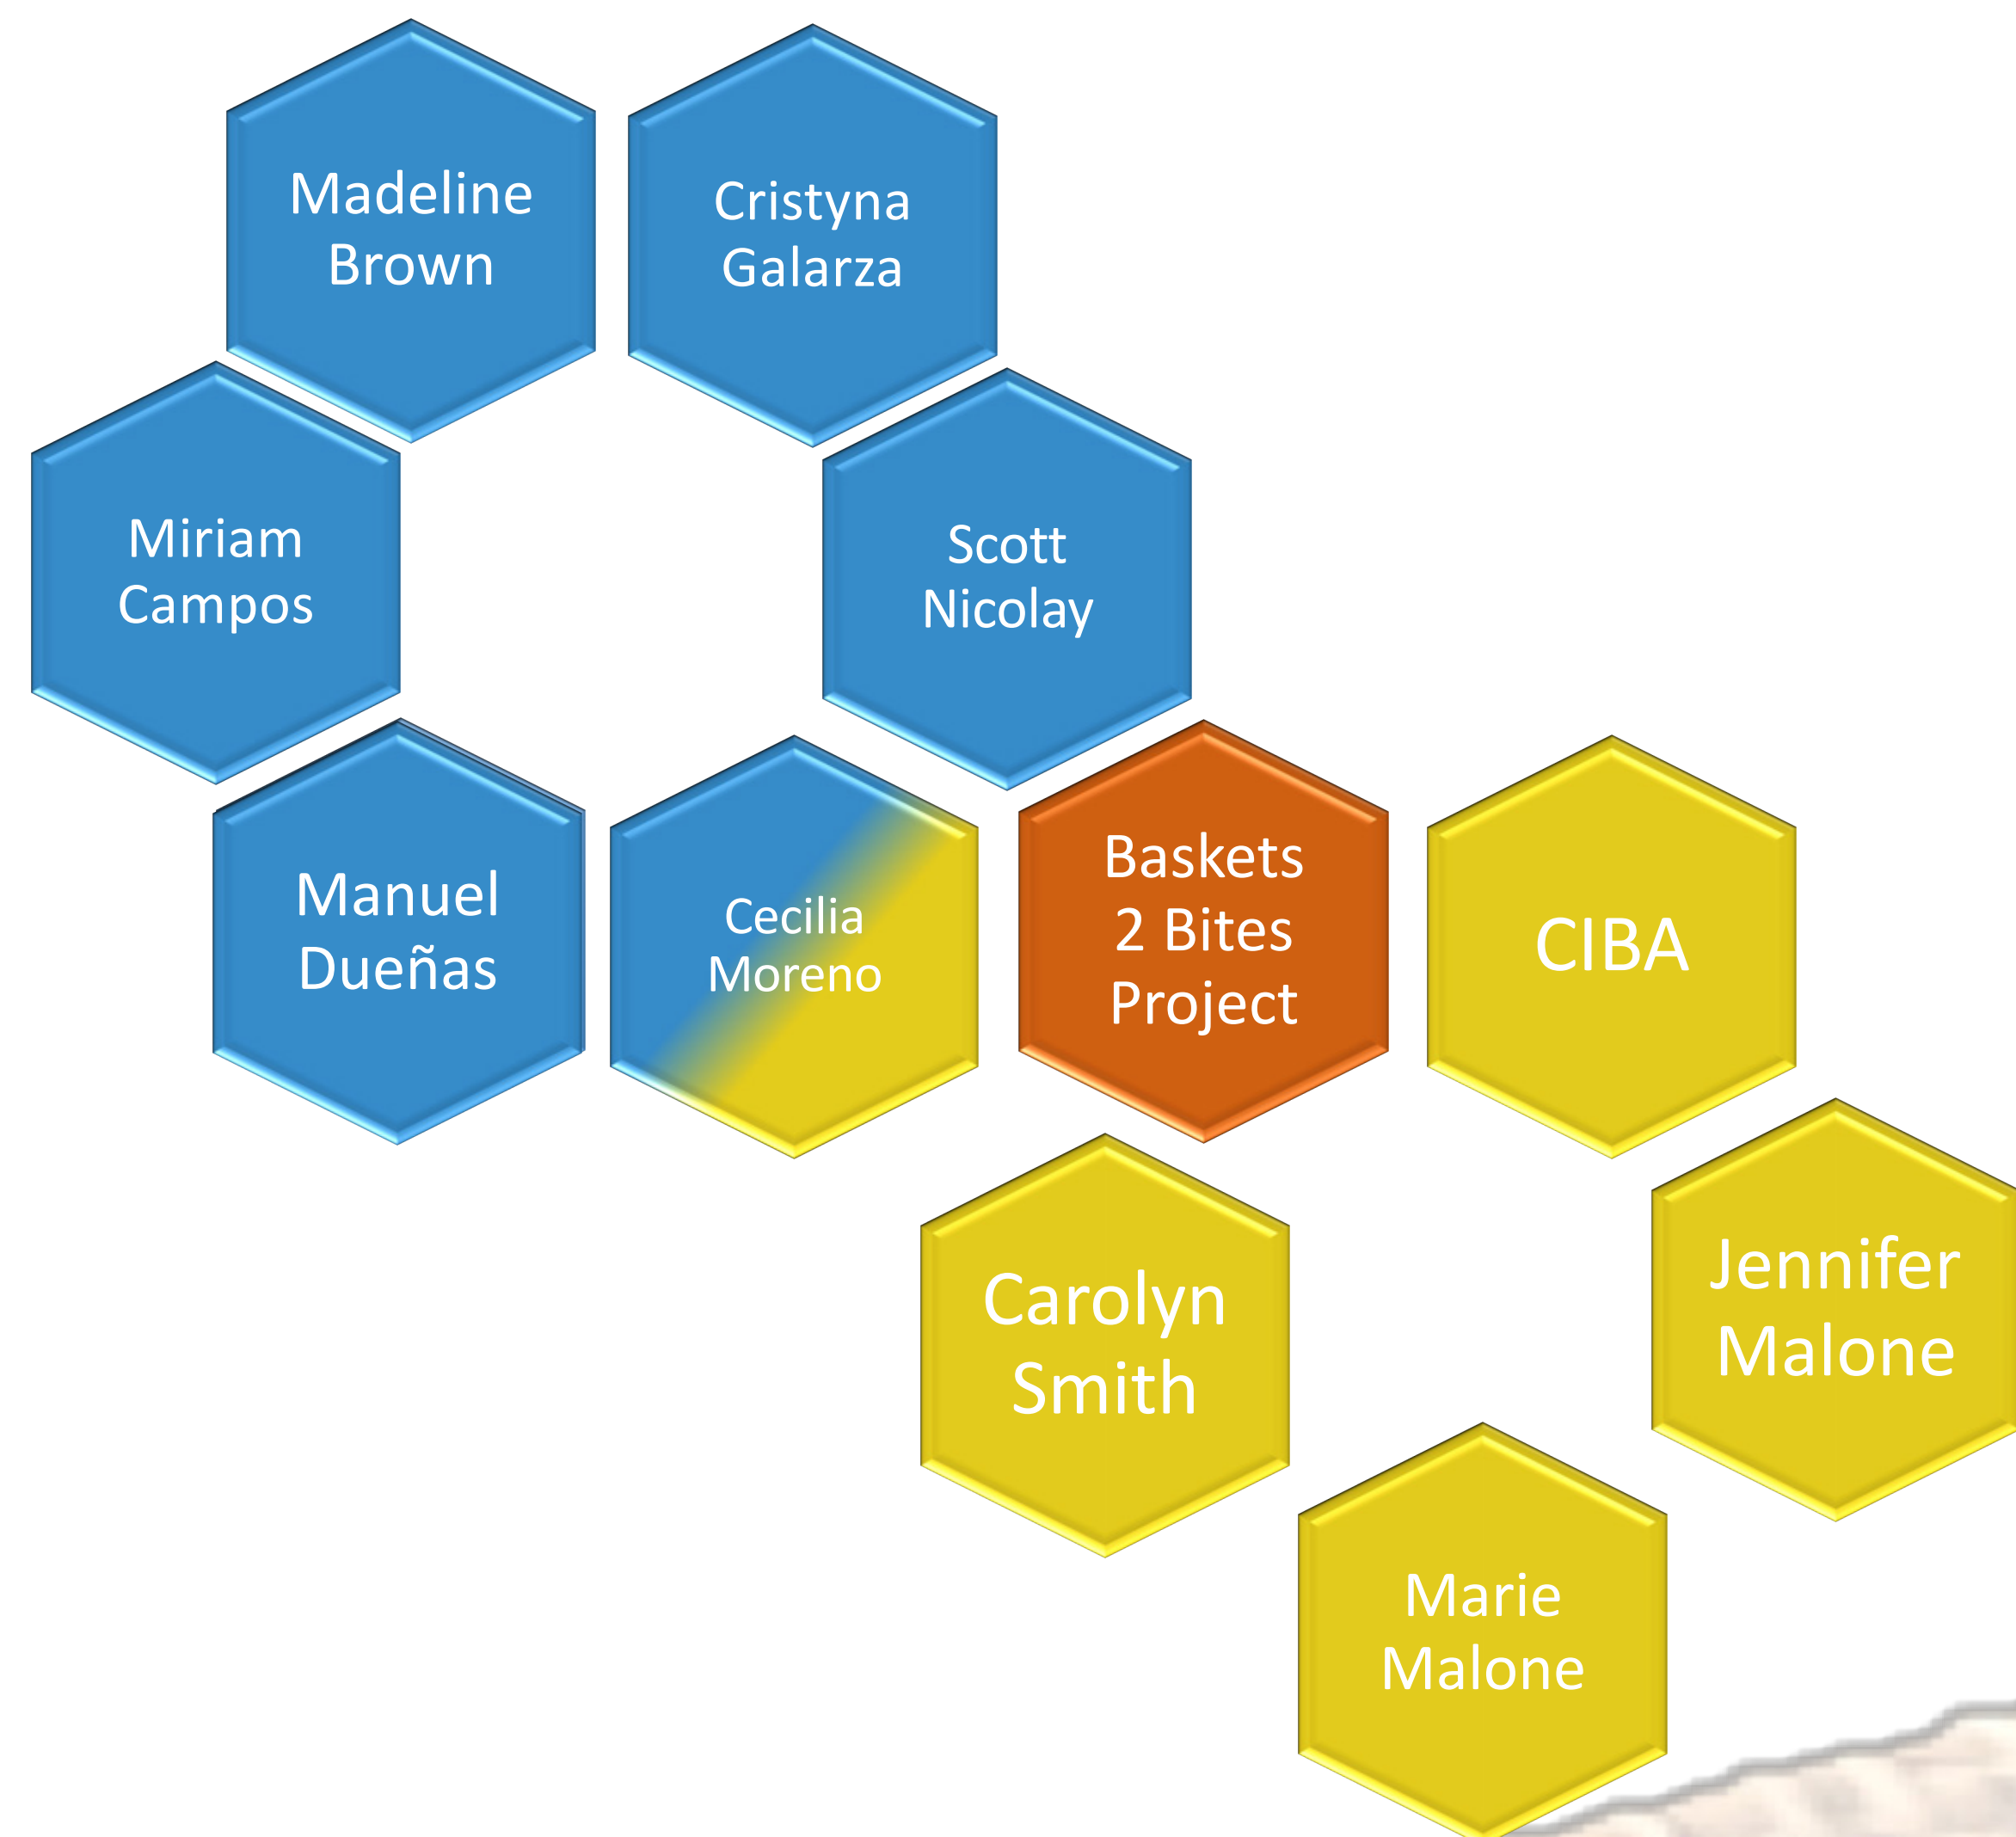 Madeline
Brown
Cristyna
Galarza
Miriam
Campos
Scott
Nicolay
Manuel
Dueñas
Cecilia
Moreno
Baskets
2 Bites
Project
CIBA
Carolyn
Smith
Jennifer
Malone
Marie
Malone